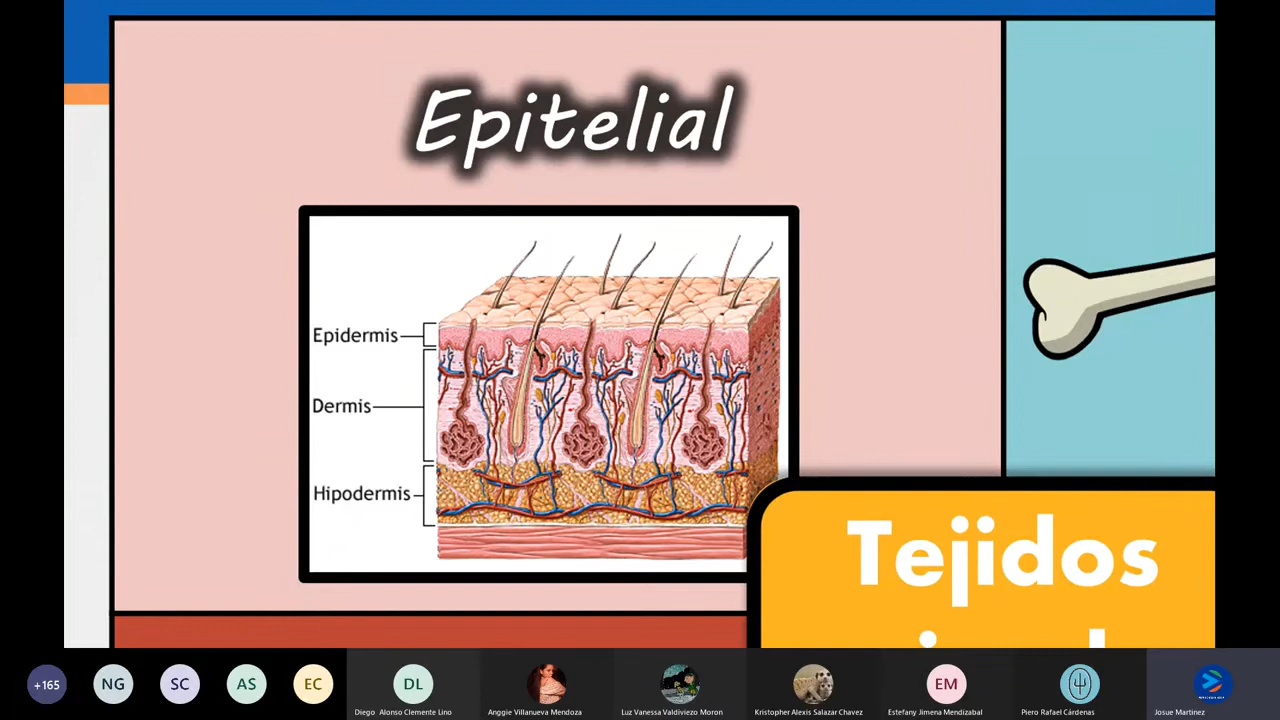 Epitelial
Epidermis
Dermis
Hipodermis
Tejidos
+165
NG
SC
AS
EC
DL
EM
Diego Alonso Clemente Lino
Anggie Villanueva Mendoza
Luz Vanessa Valdiviezo Moron
Kristopher Alexis Salazar Chavez
Estefany Jimena Mendizabal
Piero Rafael Cárdenas
Josue Martinez